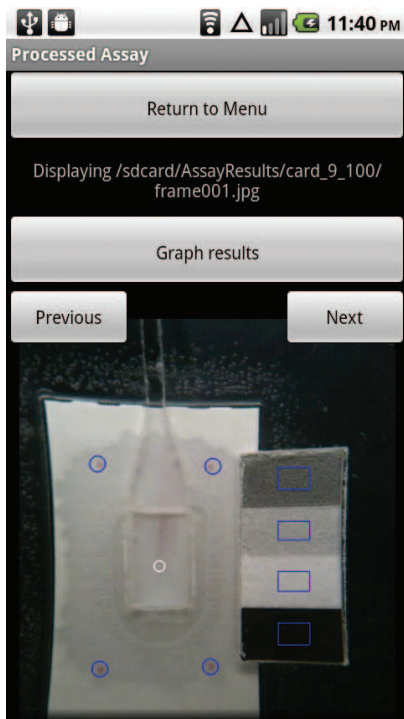 11:40 PM
Processed Assay
Return to Menu
Displaying /sdcard/AssayResults/card_9_100/
frame001.jpg
Graph results
Previous
Next